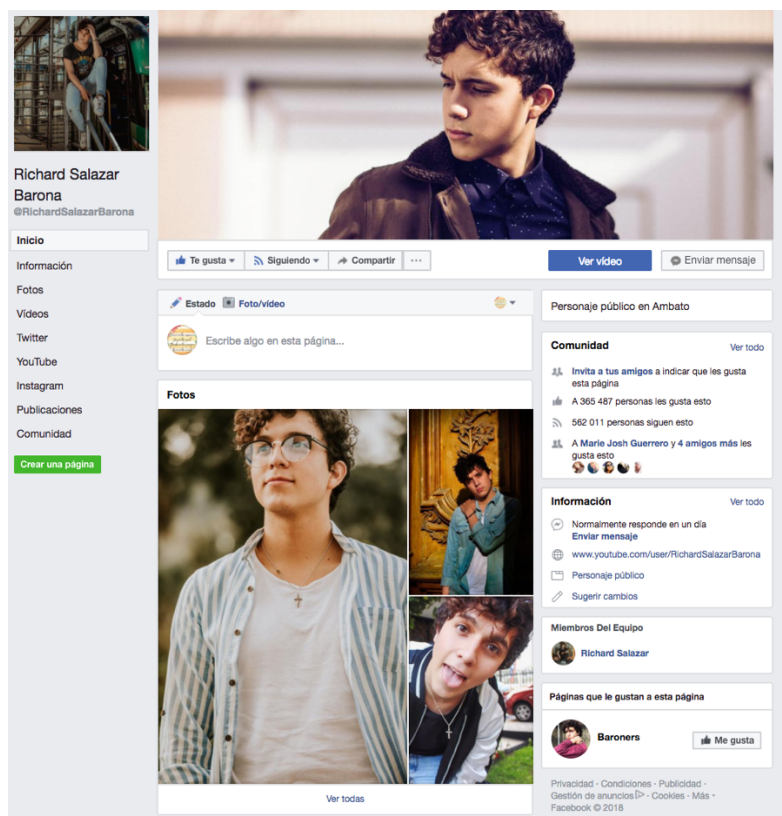 Richard Salazar
Barona
@RichardSalazarBarona
Inicio
Información
Fotos
Vídeos
Twitter
YouTube
Instagram
Publicaciones
Comunidad
Crear una página
Te gusta
Siguiendo
Compartir
...
Ver vídeo
Enviar mensaje
Estado
Foto/vídeo
Escribe algo en esta página...
Fotos
Ver todas
Personaje público en Ambato
Comunidad
Ver todo
Invita a tus amigos a indicar que les gusta
esta página
A 365 487 personas les gusta esto
562 011 personas siguen esto
A Marie Josh Guerrero y 4 amigos más les
gusta esto
Información
Ver todo
Normalmente responde en un día
Enviar mensaje
www.youtube.com/user/RichardSalazarBarona
Personaje público
Sugerir cambios
Miembros Del Equipo
Richard Salazar
Páginas que le gustan a esta página
Baroners
Me gusta
Privacidad · Condiciones · Publicidad ·
Gestión de anuncios · Cookies · Más
Facebook © 2018